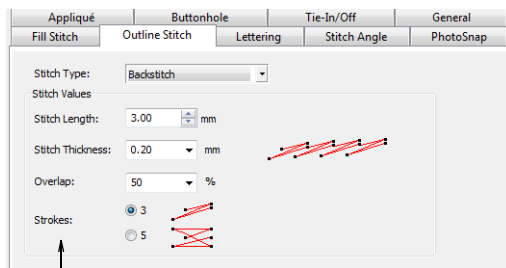 Appliqué Buttonhole Tie-In/Off General
Fill Stitch Outline Stitch Lettering Stitch Angle PhotoSnap
Stitch Type: Backstitch
Stitch Values
Stitch Length: 3.00 mm
Stitch Thickness: 0.20 mm
Overlap: 50 %
Strokes: 3
5